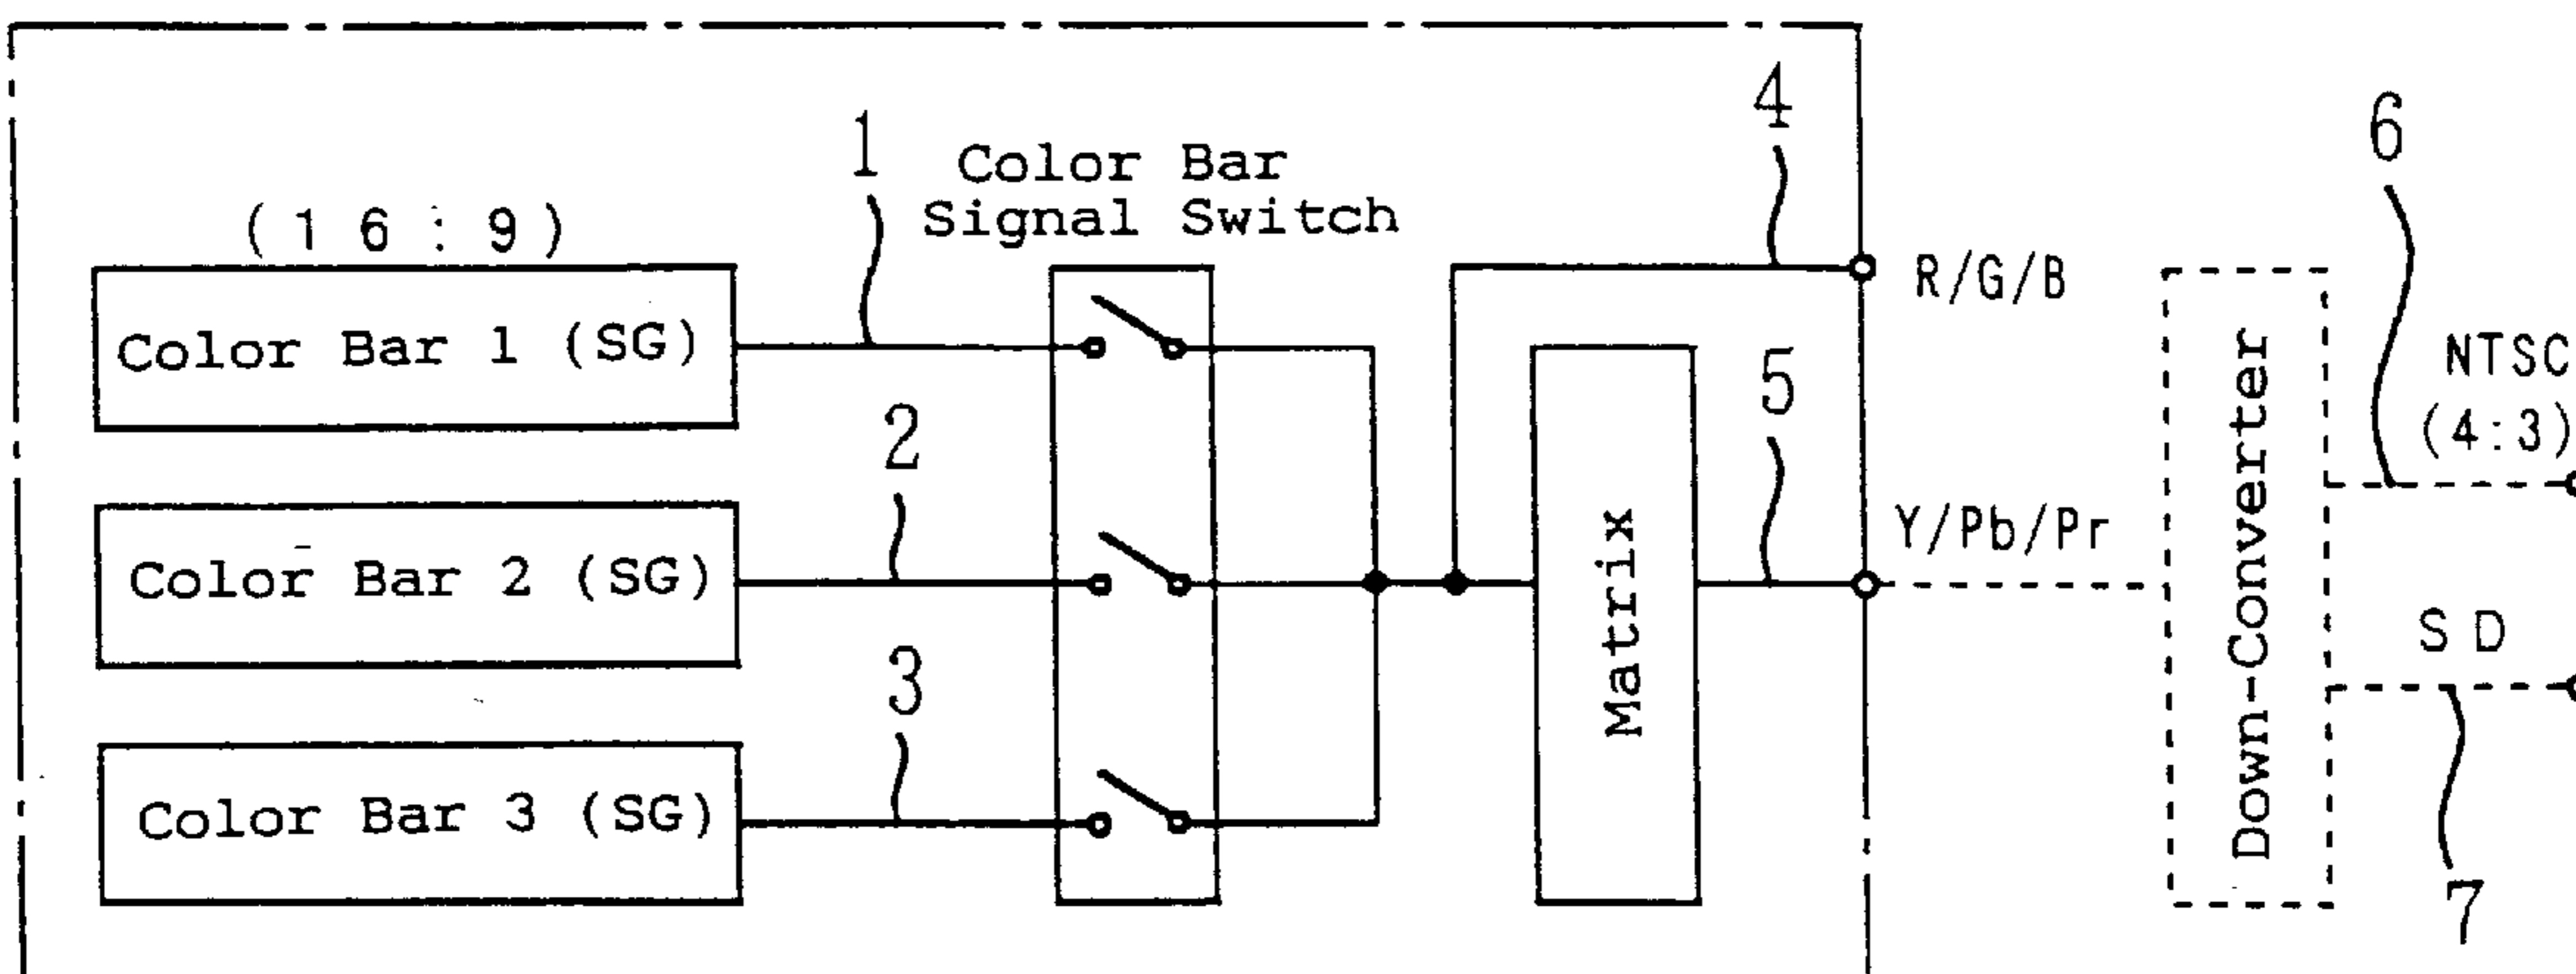 1
Color Bar
Signal Switch
(16:9)
Color Bar 1 (SG)
2
Color Bar 2 (SG)
3
Color Bar 3 (SG)
4
R/G/B
Matrix
5
Y/Pb/Pr
Down-Converter
6
NTSC
(4:3)
SD
7